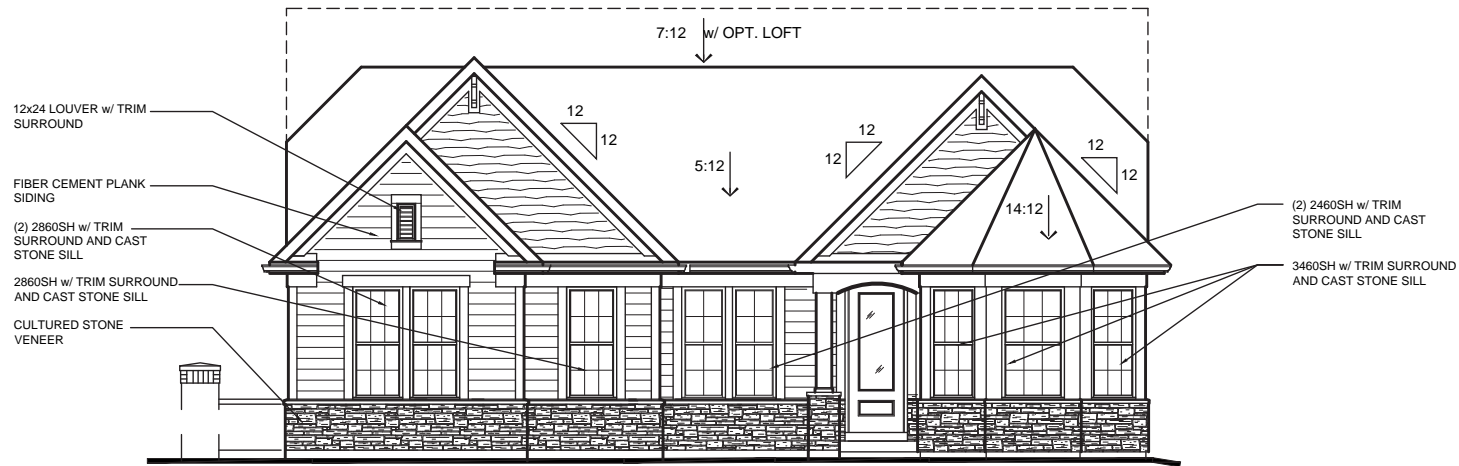 7:12 w/ OPT. LOFT
12x24 LOUVER w/ TRIM
SURROUND
FIBER CEMENT PLANK
SIDING
(2) 2860SH w/ TRIM
SURROUND AND CAST
STONE SILL
2860SH w/ TRIM SURROUND
AND CAST STONE SILL
CULTURED STONE
VENEER
12
12
5:12
12
12
12
12
14:12
(2) 2460SH w/ TRIM
SURROUND AND CAST
STONE SILL
3460SH w/ TRIM SURROUND
AND CAST STONE SILL